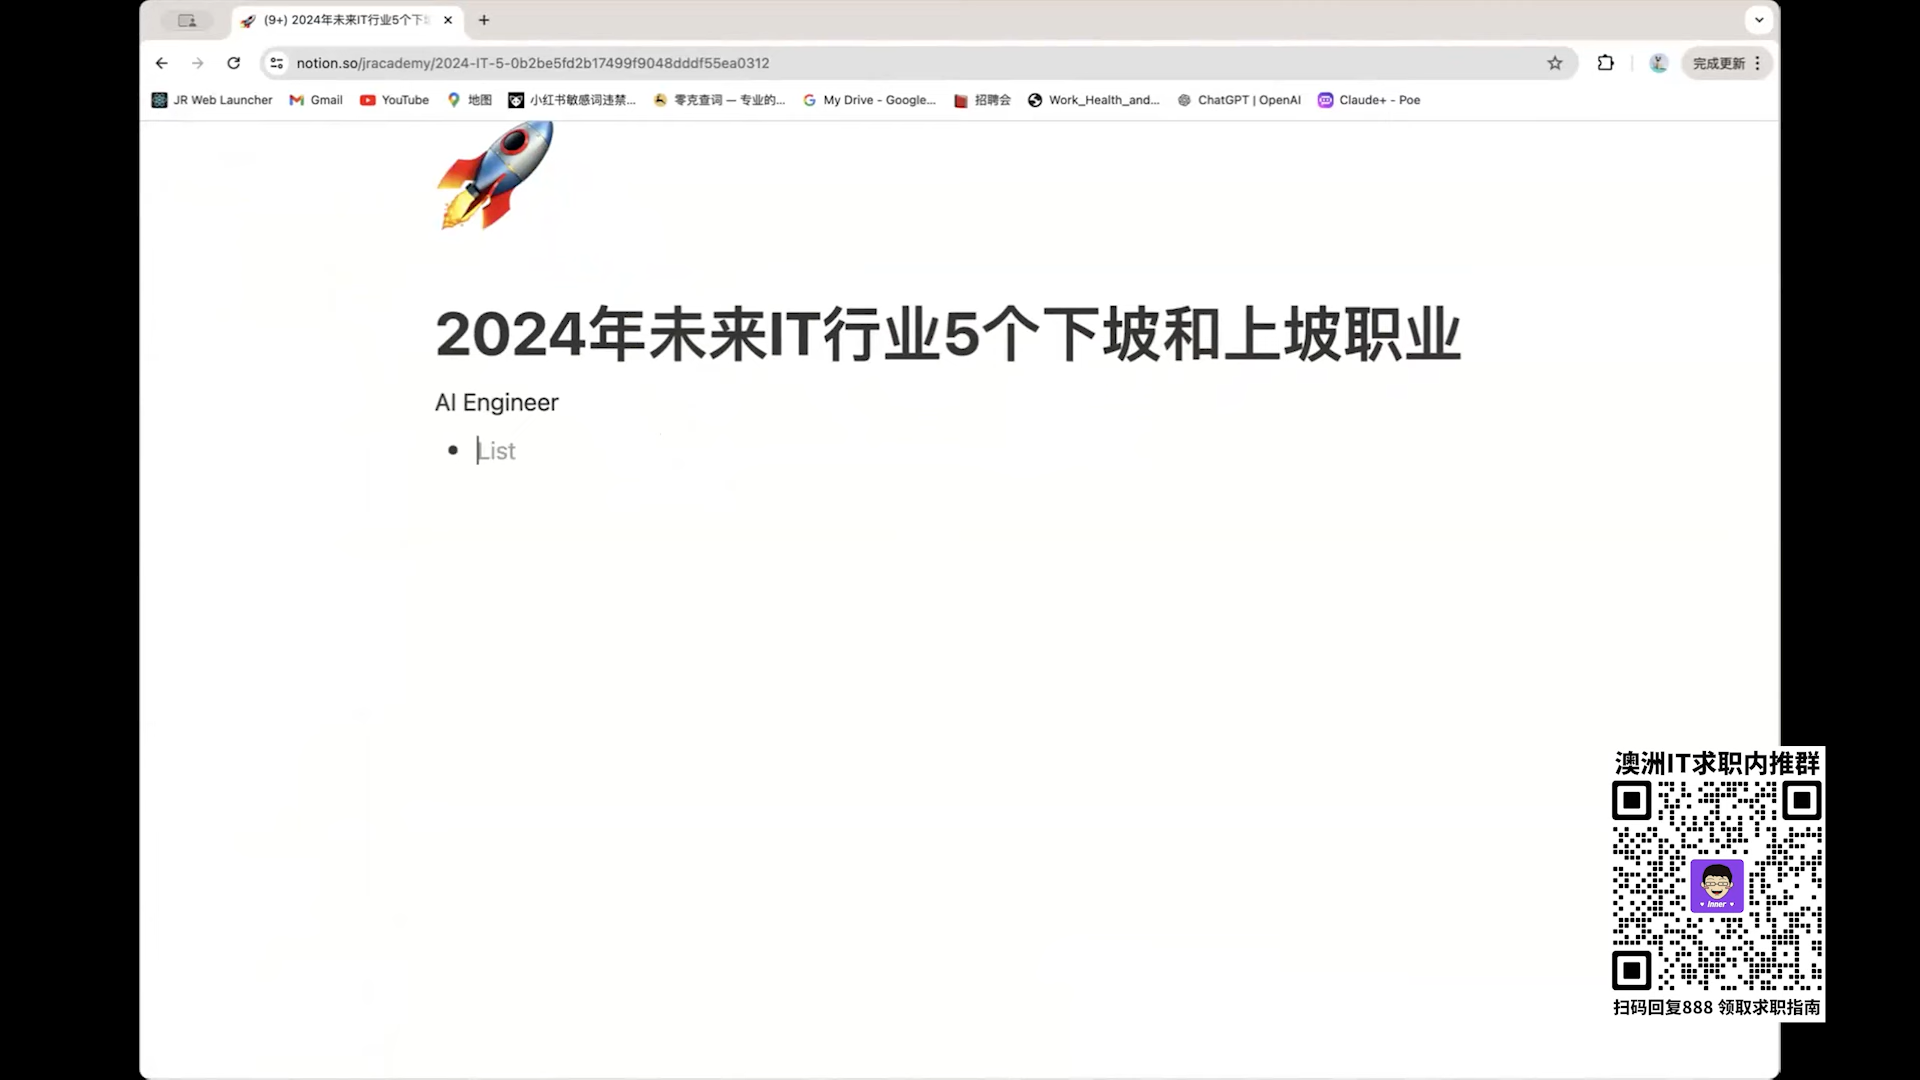 (9+) 2024年未来IT行业5个下坡
notion.so/jracademy/2024-IT-5-0b2be5fd2b17499f9048dddf55ea0312
完成更新
JR Web Launcher
Gmail
YouTube
地图
小红书敏感词违禁...
零克查词 — 专业的...
My Drive - Google...
招聘会
Work_Health_and...
ChatGPT | OpenAI
Claude+ - Poe
2024年未来IT行业5个下坡和上坡职业
AI Engineer
List
澳洲IT求职内推群
Inner
扫码回复888 领取求职指南